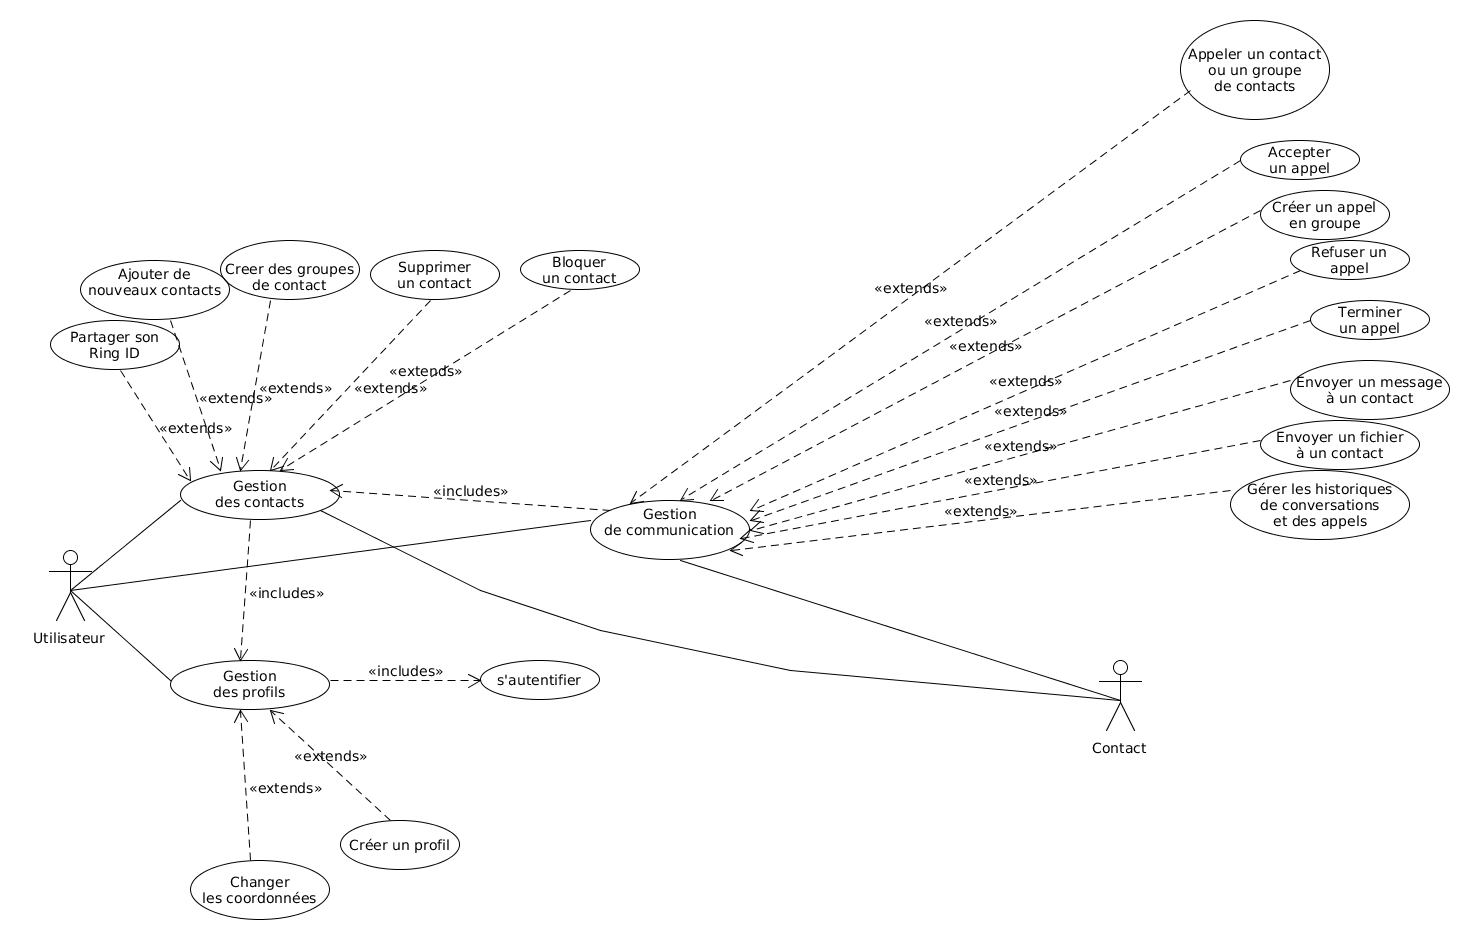 Appeler un contact
ou un groupe
de contacts
Accepter
un appel
Créer un appel
en groupe
Refuser un
appel
Terminer
un appel
Envoyer un message
à un contact
Envoyer un fichier
à un contact
Gérer les historiques
de conversations
et des appels
«extends»
«extends»
«extends»
«extends»
«extends»
«extends»
«extends»
«extends»
Partager son
Ring ID
Ajouter de
nouveaux contacts
Creer des groupes
de contact
Supprimer
un contact
Bloquer
un contact
«extends»
«extends»
«extends»
«extends»
«extends»
Gestion
des contacts
«includes»
Gestion
de communication
Utilisateur
«includes»
Gestion
des profils
«includes»
s'autentifier
Contact
«extends»
«extends»
Créer un profil
Changer
les coordonnées